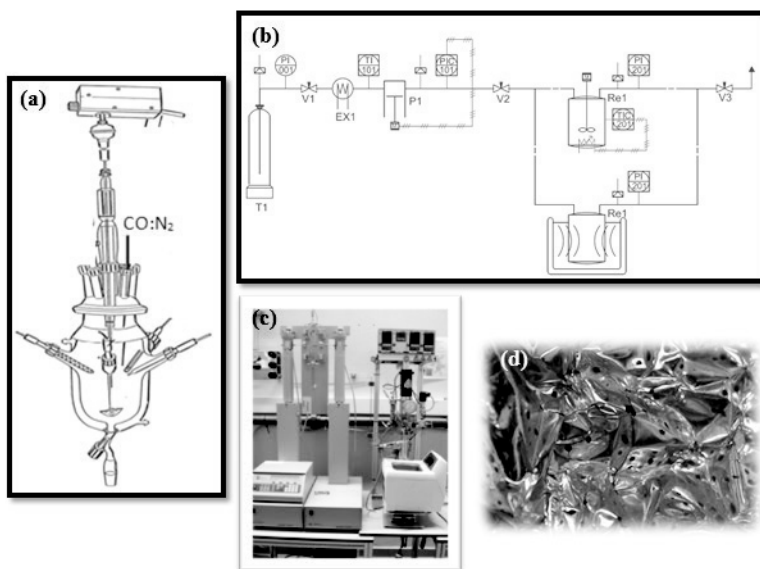 (a)
CO:N₂
(b)
PI
001
V1
EX1
TI
101
P1
PIC
101
V2
T1
Re1
PI
201
TIC
201
V3
Re1
PI
201
(c)
(d)